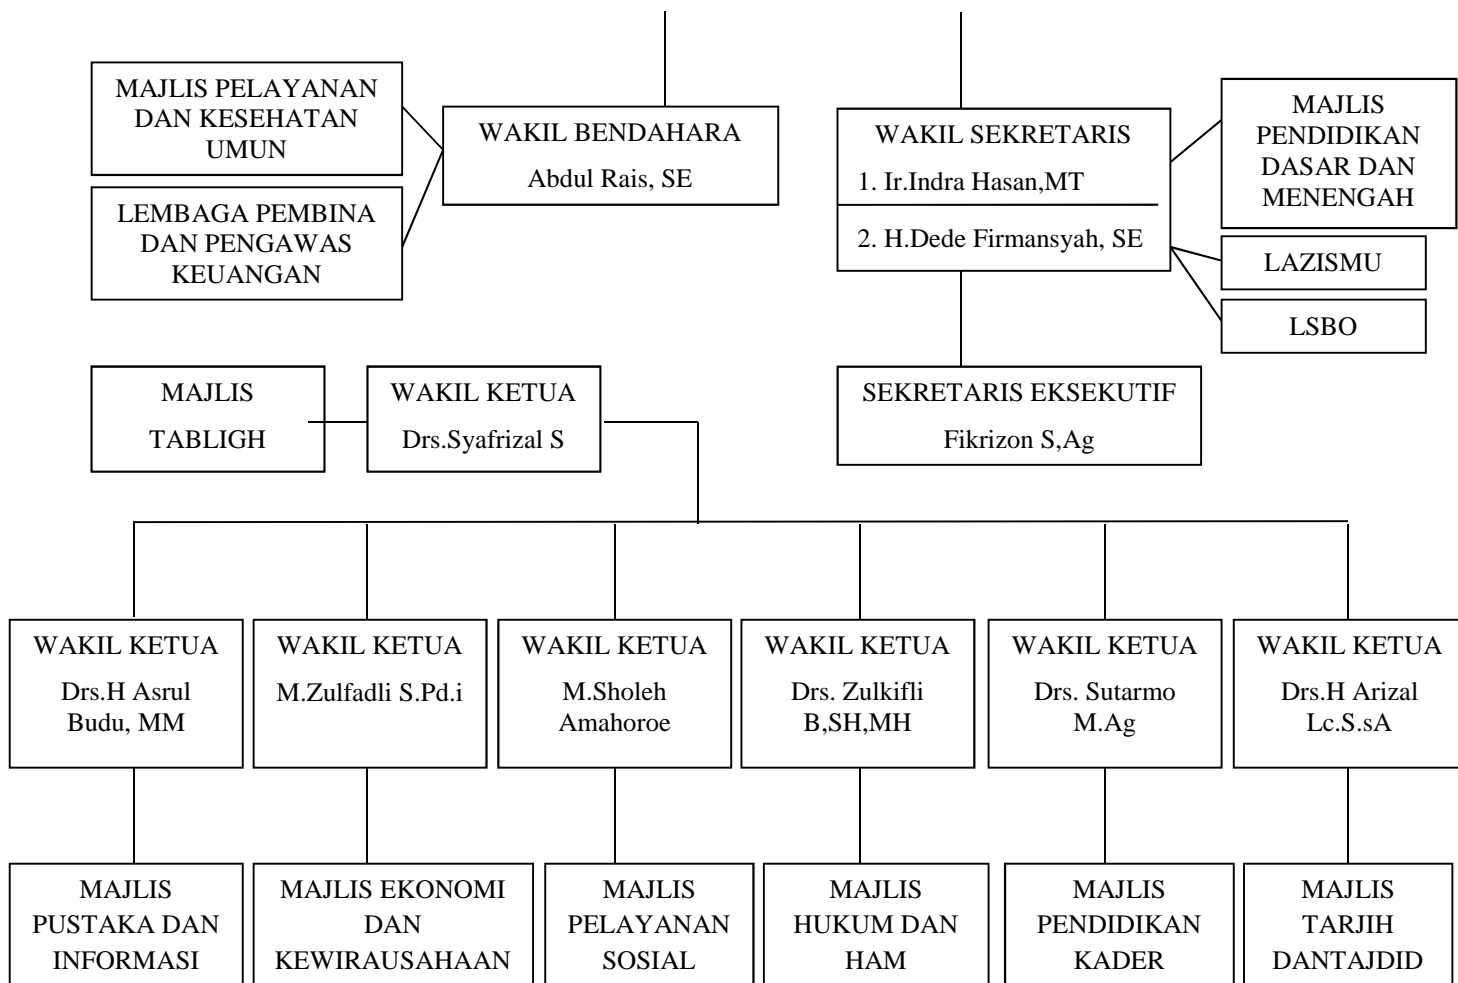 MAJLIS PELAYANAN
DAN KESEHATAN
UMUN
WAKIL BENDAHARA
Abdul Rais, SE
LEMBAGA PEMBINA
DAN PENGAWAS
KEUANGAN
WAKIL SEKRETARIS
1. Ir.Indra Hasan,MT
2. H.Dede Firmansyah, SE
MAJLIS
PENDIDIKAN
DASAR DAN
MENENGAH
LAZISMU
LSBO
MAJLIS
TABLIGH
WAKIL KETUA
Drs.Syafrizal S
SEKRETARIS EKSEKUTIF
Fikrizon S,Ag
WAKIL KETUA
Drs.H Asrul
Budu, MM
WAKIL KETUA
M.Zulfadli S.Pd.i
WAKIL KETUA
M.Sholeh
Amahoroe
WAKIL KETUA
Drs. Zulkifli
B,SH,MH
WAKIL KETUA
Drs. Sutarmo
M.Ag
WAKIL KETUA
Drs.H Arizal
Lc.S.sA
MAJLIS
PUSTAKA DAN
INFORMASI
MAJLIS EKONOMI
DAN
KEWIRAUSAHAAN
MAJLIS
PELAYANAN
SOSIAL
MAJLIS
HUKUM DAN
HAM
MAJLIS
PENDIDIKAN
KADER
MAJLIS
TARJIH
DANTAJDID